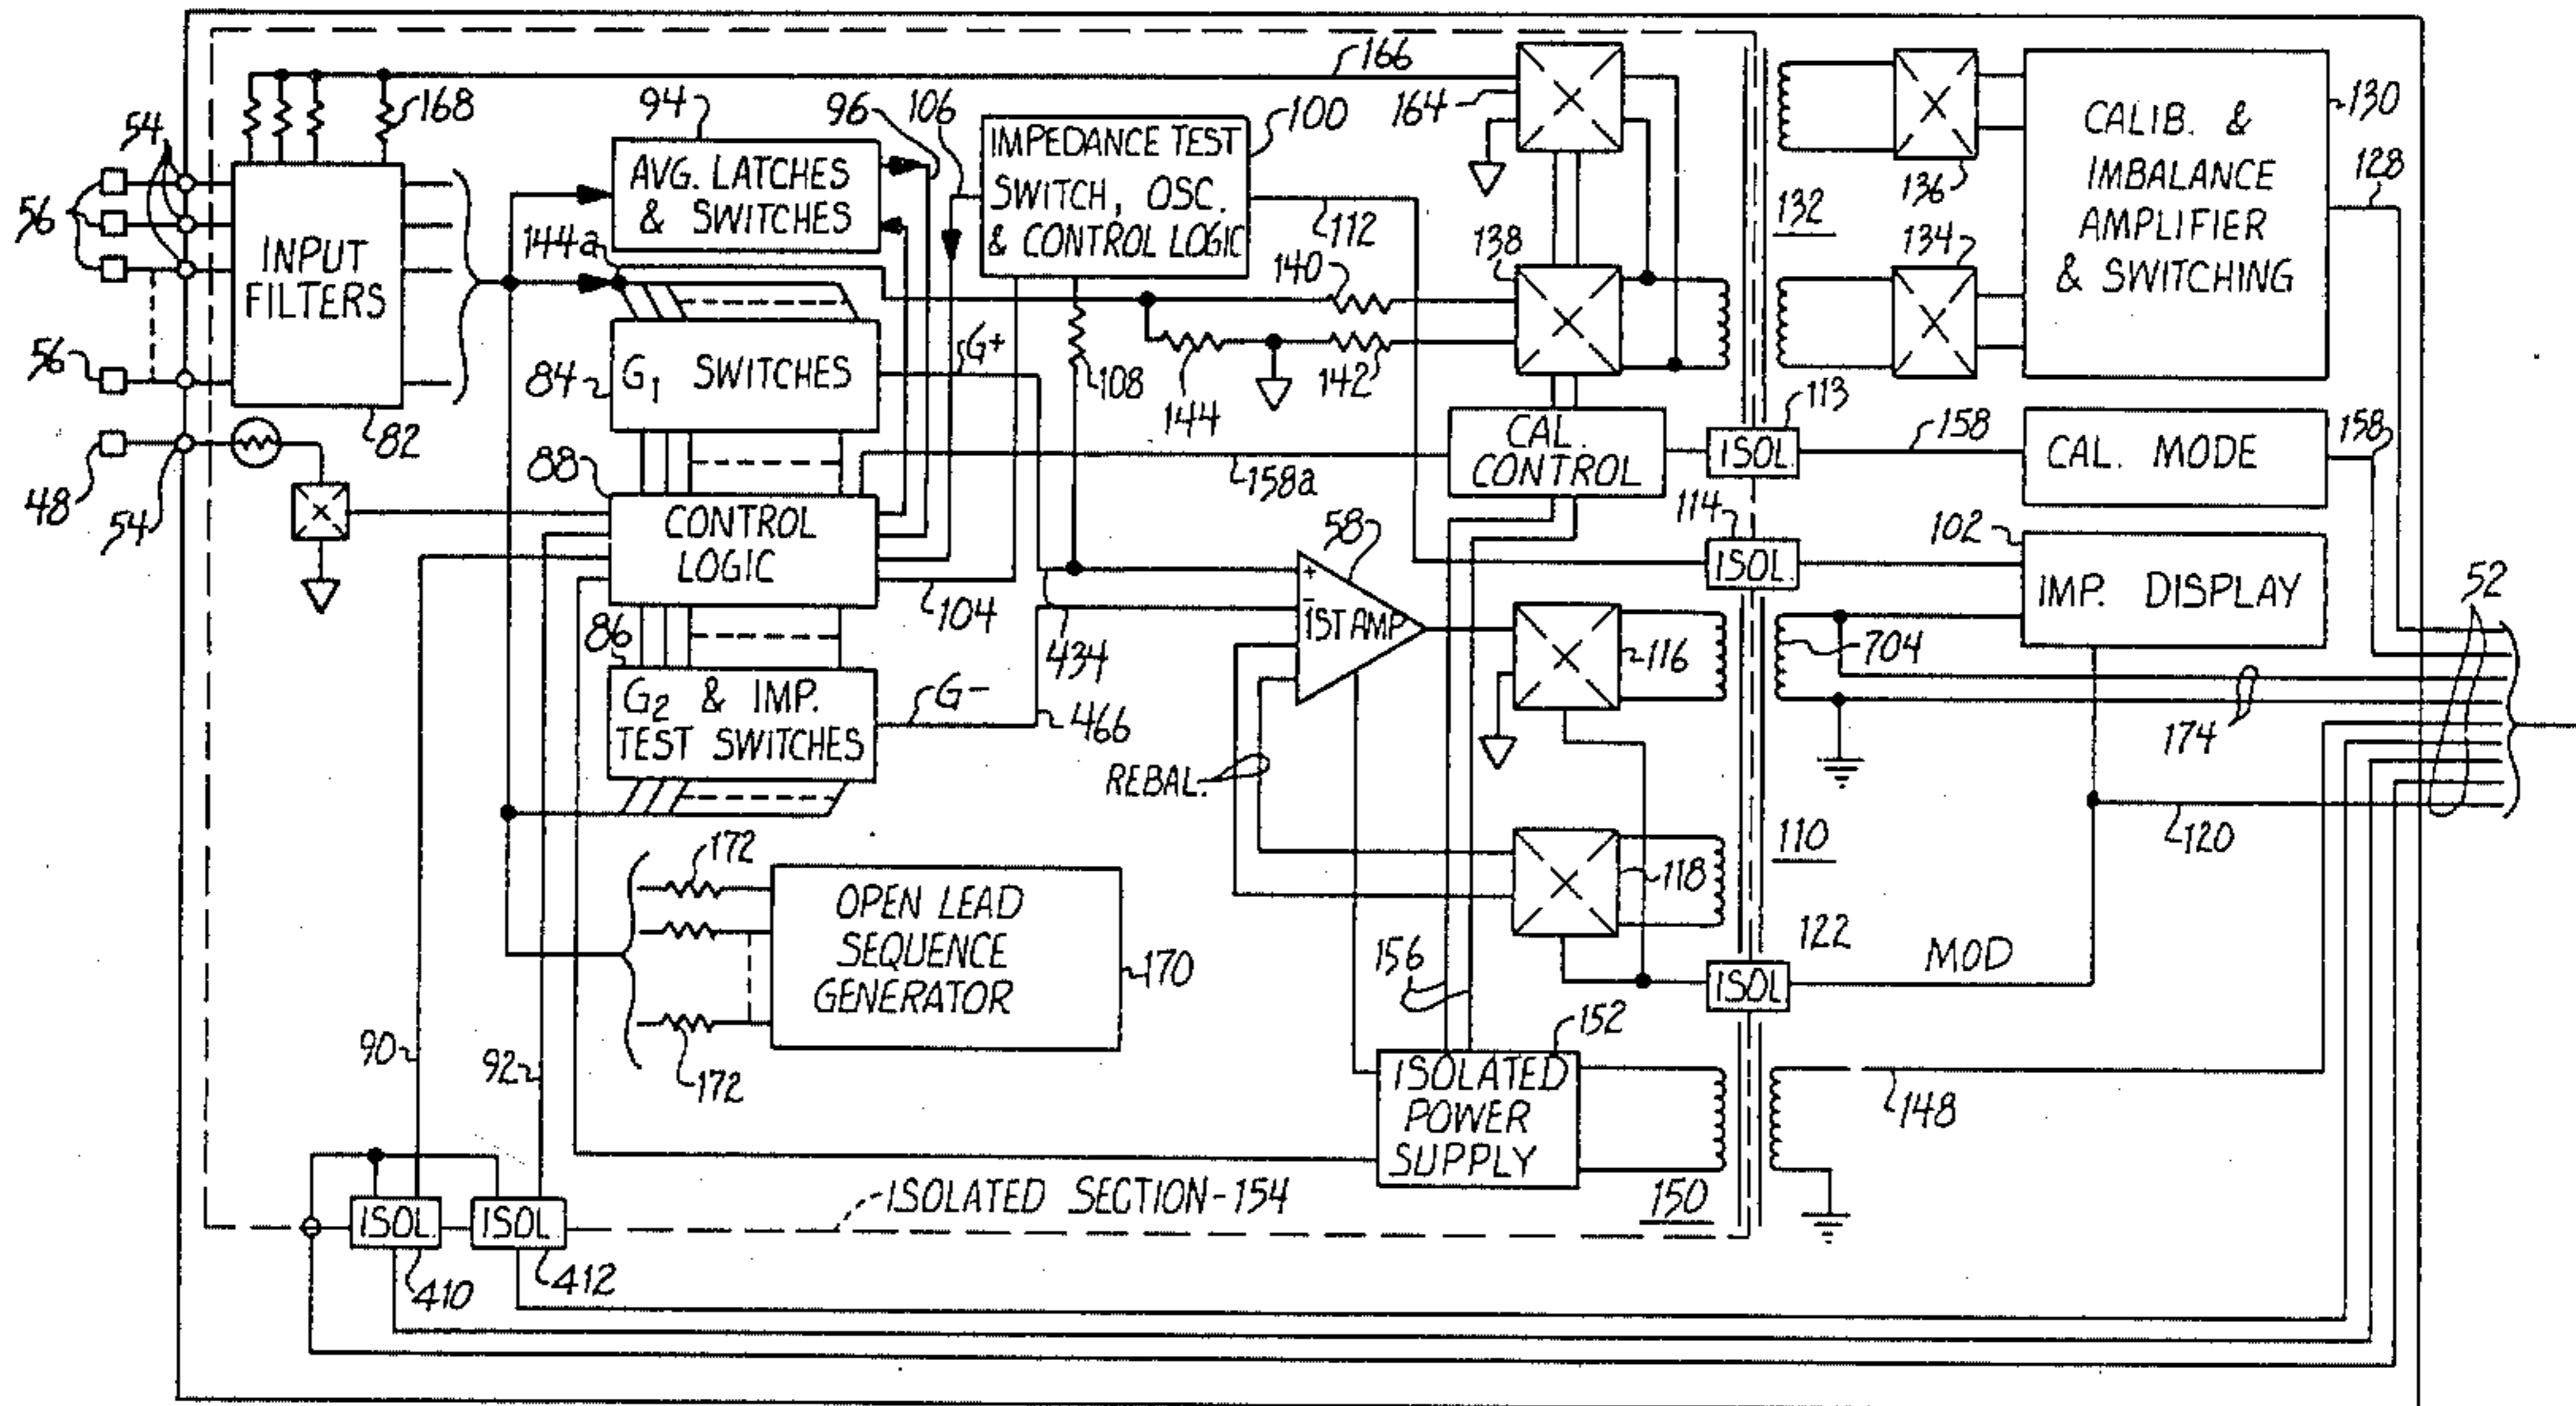 166
94
96
106
100
164
130
54
168
AVG. LATCHES
& SWITCHES
IMPEDANCE TEST
SWITCH, OSC.
& CONTROL LOGIC
CALIB. &
IMBALANCE
AMPLIFIER
& SWITCHING
136
128
56
INPUT
FILTERS
144a
112
138
132
134
140
56
84
G1 SWITCHES
G+
108
144
142
113
82
48
54
88
CAL.
CONTROL
ISOL.
158
CAL. MODE
158
158a
CONTROL
LOGIC
58
114
102
ISOL.
IMP. DISPLAY
52
+
-
1ST AMP
104
86
434
116
704
G2 & IMP.
TEST SWITCHES
G-
466
REBAL.
174
172
110
120
118
OPEN LEAD
SEQUENCE
GENERATOR
170
156
122
MOD
ISOL.
152
90
92
172
ISOLATED
POWER
SUPPLY
148
ISOL.
ISOL.
ISOLATED SECTION-154
150
410
412